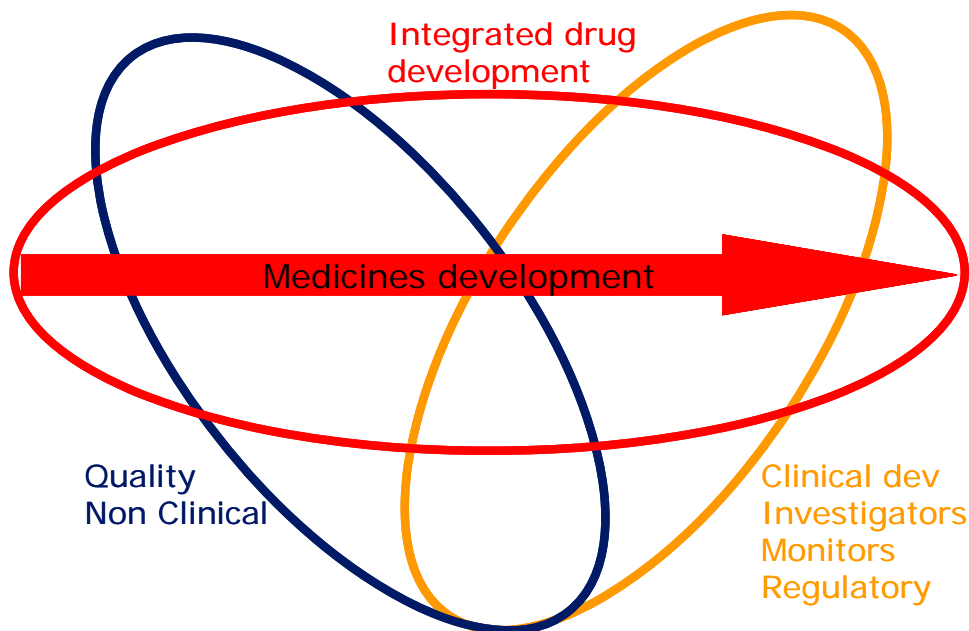 Integrated drug
development
Medicines development
Quality
Non Clinical
Clinical dev
Investigators
Monitors
Regulatory